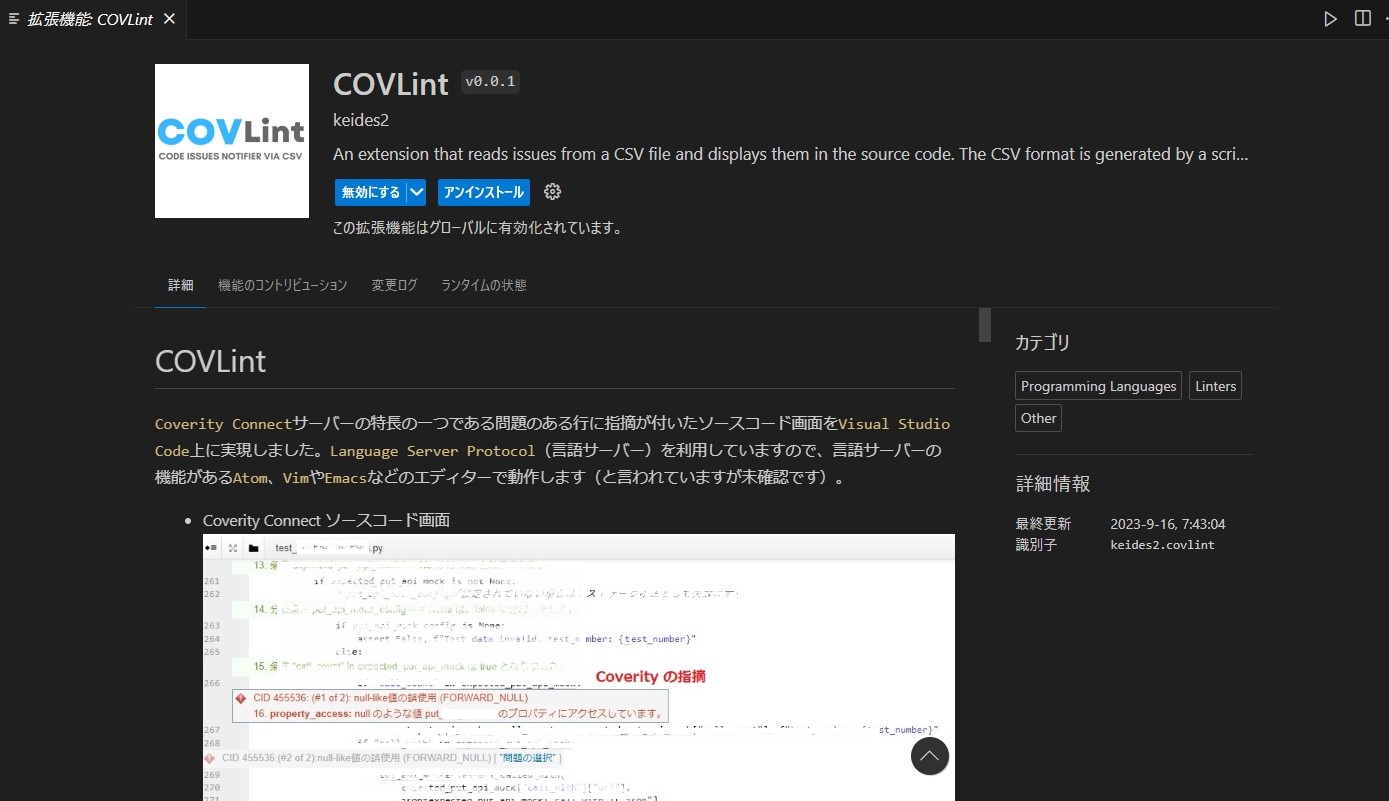 拡張機能: COVLint
COVLint v0.0.1
COVLint
CODE ISSUES NOTIFIER VIA CSV
keides2
An extension that reads issues from a CSV file and displays them in the source code. The CSV format is generated by a scri...
無効にする アンインストール
この拡張機能はグローバルに有効化されています。
詳細 機能のコントリビューション 変更ログ ランタイムの状態
COVLint
Coverity Connectサーバーの特長の一つである問題のある行に指摘が付いたソースコード画面をVisual Studio
Code上に実現しました。Language Server Protocol（言語サーバー）を利用していますので、言語サーバーの
機能があるAtom、VimやEmacsなどのエディターで動作します（と言われていますが未確認です）。
Coverity Connect ソースコード画面
test_ .py
13. 条
261 if expected_put_api_mock is not None:
262
14. 分
263 if put_api_mock_config is None:
264 assert False, f"Test data invalid. test_n mber: {test_number}"
265 else:
15. 条件 "call_count" in expected_put_api_mock は true となりました。
Coverity の指摘
266
CID 455536: (#1 of 2): null-like値の誤使用 (FORWARD_NULL)
16. property_access: null のような値 put_ のプロパティにアクセスしています。
267 st_number}"
268
CID 455536:(#2 of 2):null-like値の誤使用 (FORWARD_NULL) [ "問題の選択" ]
269
270
271
カテゴリ
Programming Languages
Linters
Other
詳細情報
最終更新 2023-9-16, 7:43:04
識別子 keides2.covlint